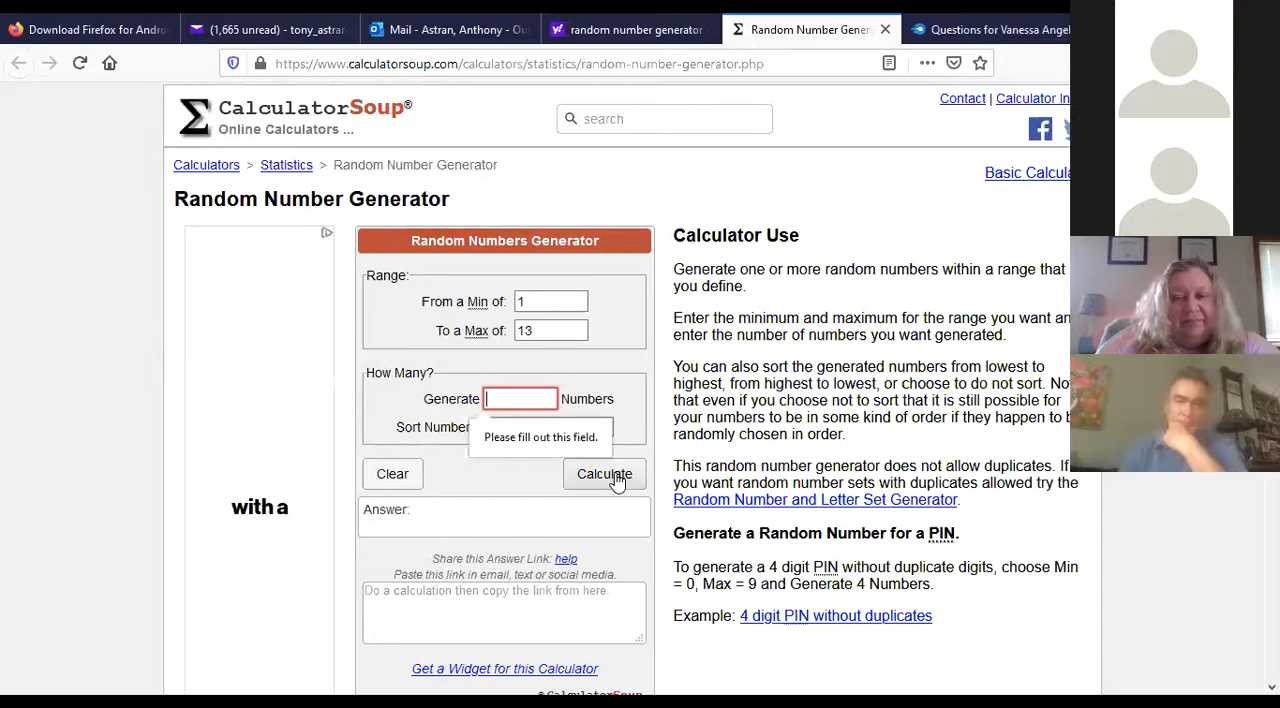 Download Firefox for Andro
(1,665 unread) - tony_astran
Mail - Astran, Anthony - Ou
random number generator
Random Number Gener
Questions for Vanessa Angel
https://www.calculatorsoup.com/calculators/statistics/random-number-generator.php
CalculatorSoup®
Online Calculators ...
search
Contact | Calculator In
Calculators > Statistics > Random Number Generator
Basic Calcula
Random Number Generator
Random Numbers Generator
Range:
From a Min of: 1
To a Max of: 13
How Many?
Generate Numbers
Sort Number
Please fill out this field.
Clear
Calculate
Answer:
Share this Answer Link: help
Paste this link in email, text or social media.
Do a calculation then copy the link from here
Get a Widget for this Calculator
© CalculatorSoup
with a
Calculator Use
Generate one or more random numbers within a range that
you define.
Enter the minimum and maximum for the range you want an
enter the number of numbers you want generated.
You can also sort the generated numbers from lowest to
highest, from highest to lowest, or choose to do not sort. No
that even if you choose not to sort that it is still possible for
your numbers to be in some kind of order if they happen to b
randomly chosen in order.
This random number generator does not allow duplicates. If
you want random number sets with duplicates allowed try the
Random Number and Letter Set Generator.
Generate a Random Number for a PIN.
To generate a 4 digit PIN without duplicate digits, choose Min
= 0, Max = 9 and Generate 4 Numbers.
Example: 4 digit PIN without duplicates